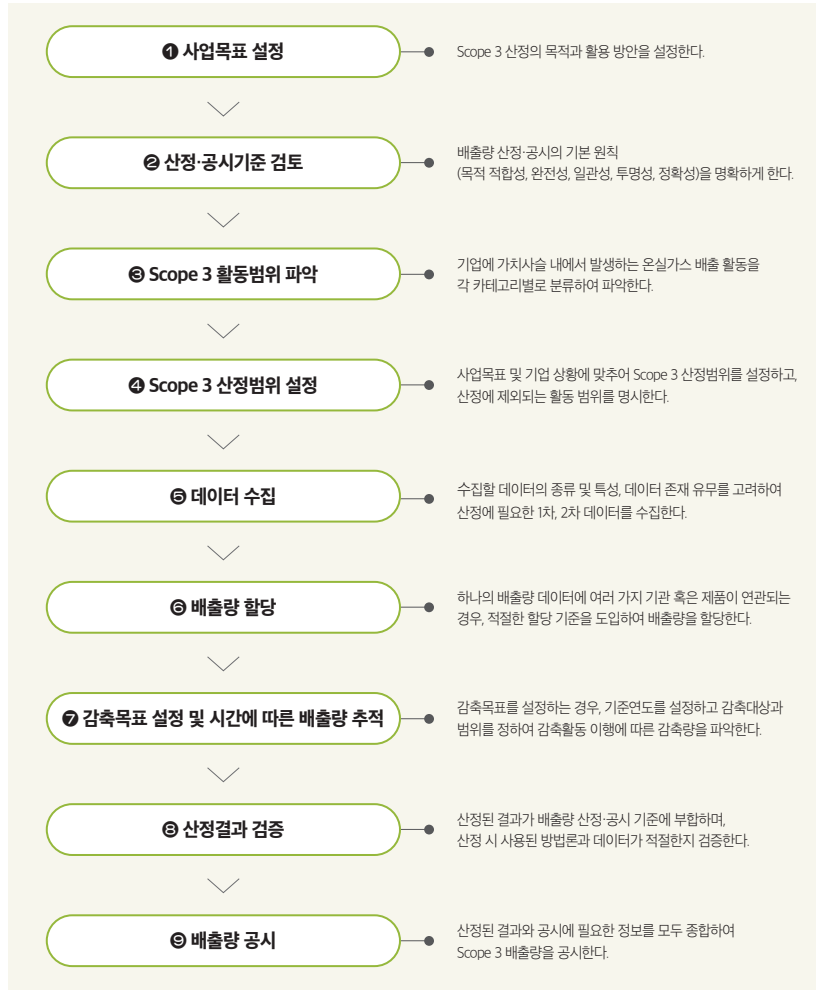 ❶ 사업목표 설정
Scope 3 산정의 목적과 활용 방안을 설정한다.
❷ 산정·공시기준 검토
배출량 산정·공시의 기본 원칙
(목적 적합성, 완전성, 일관성, 투명성, 정확성)을 명확하게 한다.
❸ Scope 3 활동범위 파악
기업에 가치사슬 내에서 발생하는 온실가스 배출 활동을
각 카테고리별로 분류하여 파악한다.
❹ Scope 3 산정범위 설정
사업목표 및 기업 상황에 맞추어 Scope 3 산정범위를 설정하고,
산정에 제외되는 활동 범위를 명시한다.
❺ 데이터 수집
수집할 데이터의 종류 및 특성, 데이터 존재 유무를 고려하여
산정에 필요한 1차, 2차 데이터를 수집한다.
❻ 배출량 할당
하나의 배출량 데이터에 여러 가지 기관 혹은 제품이 연관되는
경우, 적절한 할당 기준을 도입하여 배출량을 할당한다.
❼ 감축목표 설정 및 시간에 따른 배출량 추적
감축목표를 설정하는 경우, 기준연도를 설정하고 감축대상과
범위를 정하여 감축활동 이행에 따른 감축량을 파악한다.
❽ 산정결과 검증
산정된 결과가 배출량 산정·공시 기준에 부합하며,
산정 시 사용된 방법론과 데이터가 적절한지 검증한다.
❾ 배출량 공시
산정된 결과와 공시에 필요한 정보를 모두 종합하여
Scope 3 배출량을 공시한다.